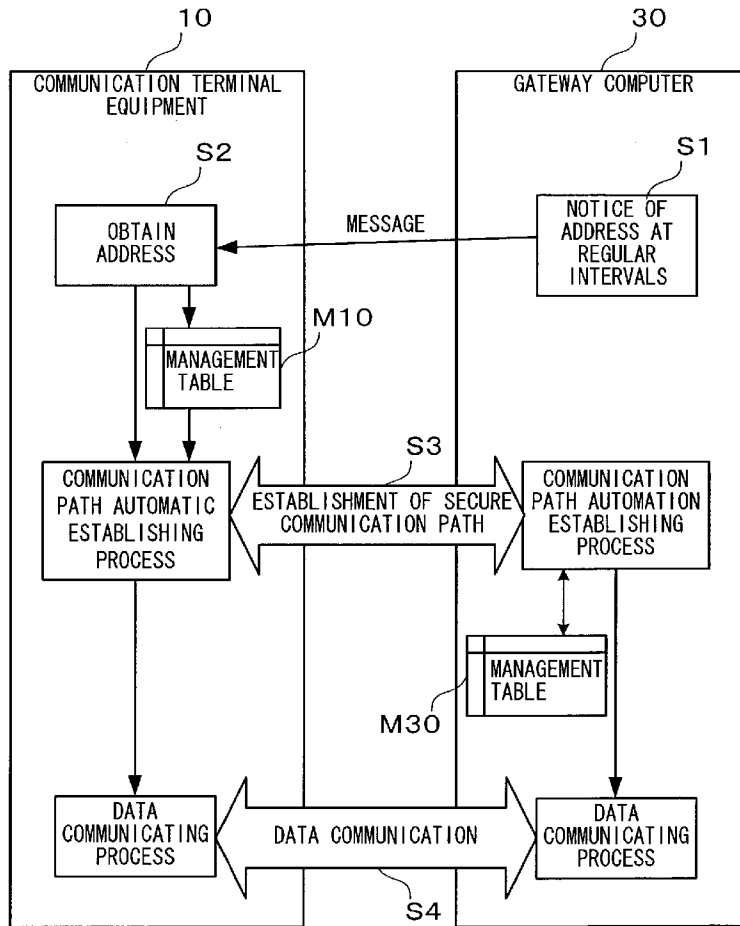 10
30
COMMUNICATION TERMINAL
EQUIPMENT
GATEWAY COMPUTER
S2
S1
OBTAIN
ADDRESS
MESSAGE
NOTICE OF
ADDRESS AT
REGULAR
INTERVALS
M10
MANAGEMENT
TABLE
S3
COMMUNICATION
PATH AUTOMATIC
ESTABLISHING
PROCESS
ESTABLISHMENT OF SECURE
COMMUNICATION PATH
COMMUNICATION
PATH AUTOMATION
ESTABLISHING
PROCESS
MANAGEMENT
TABLE
M30
DATA
COMMUNICATING
PROCESS
DATA COMMUNICATION
DATA
COMMUNICATING
PROCESS
S4